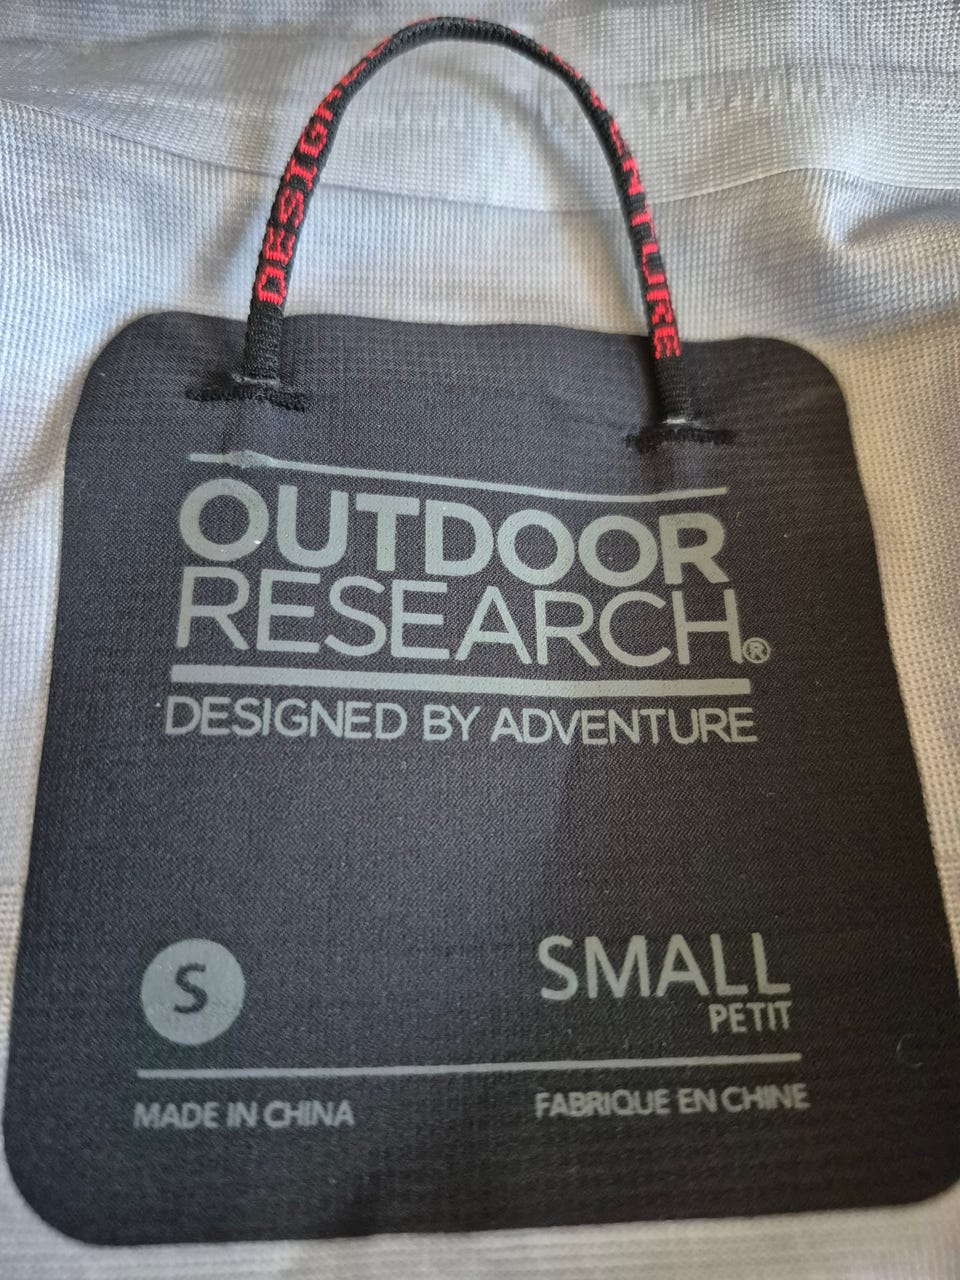 OUTDOOR
RESEARCH®
DESIGNED BY ADVENTURE
S
SMALL
PETIT
MADE IN CHINA
FABRIQUE EN CHINE